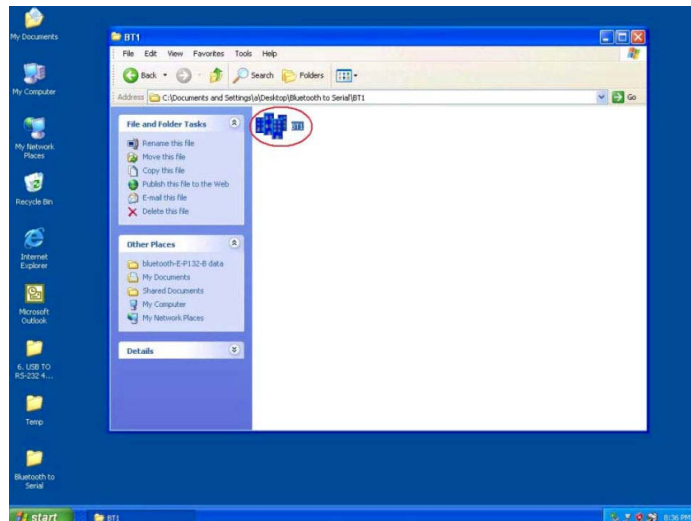 My Documents
My Computer
My Network
Places
Recycle Bin
Internet
Explorer
Microsoft
Outlook
6. USB TO
RS-232 4...
Temp
Bluetooth to
Serial
BT1
File Edit View Favorites Tools Help
Back Search Folders
Address C:\Documents and Settings\a\Desktop\Bluetooth to Serial\BT1 Go
File and Folder Tasks
Rename this file
Move this file
Copy this file
Publish this file to the Web
E-mail this file
Delete this file
BT1
Other Places
bluetooth-E-P132-B data
My Documents
Shared Documents
My Computer
My Network Places
Details
start BT1 8:36 PM